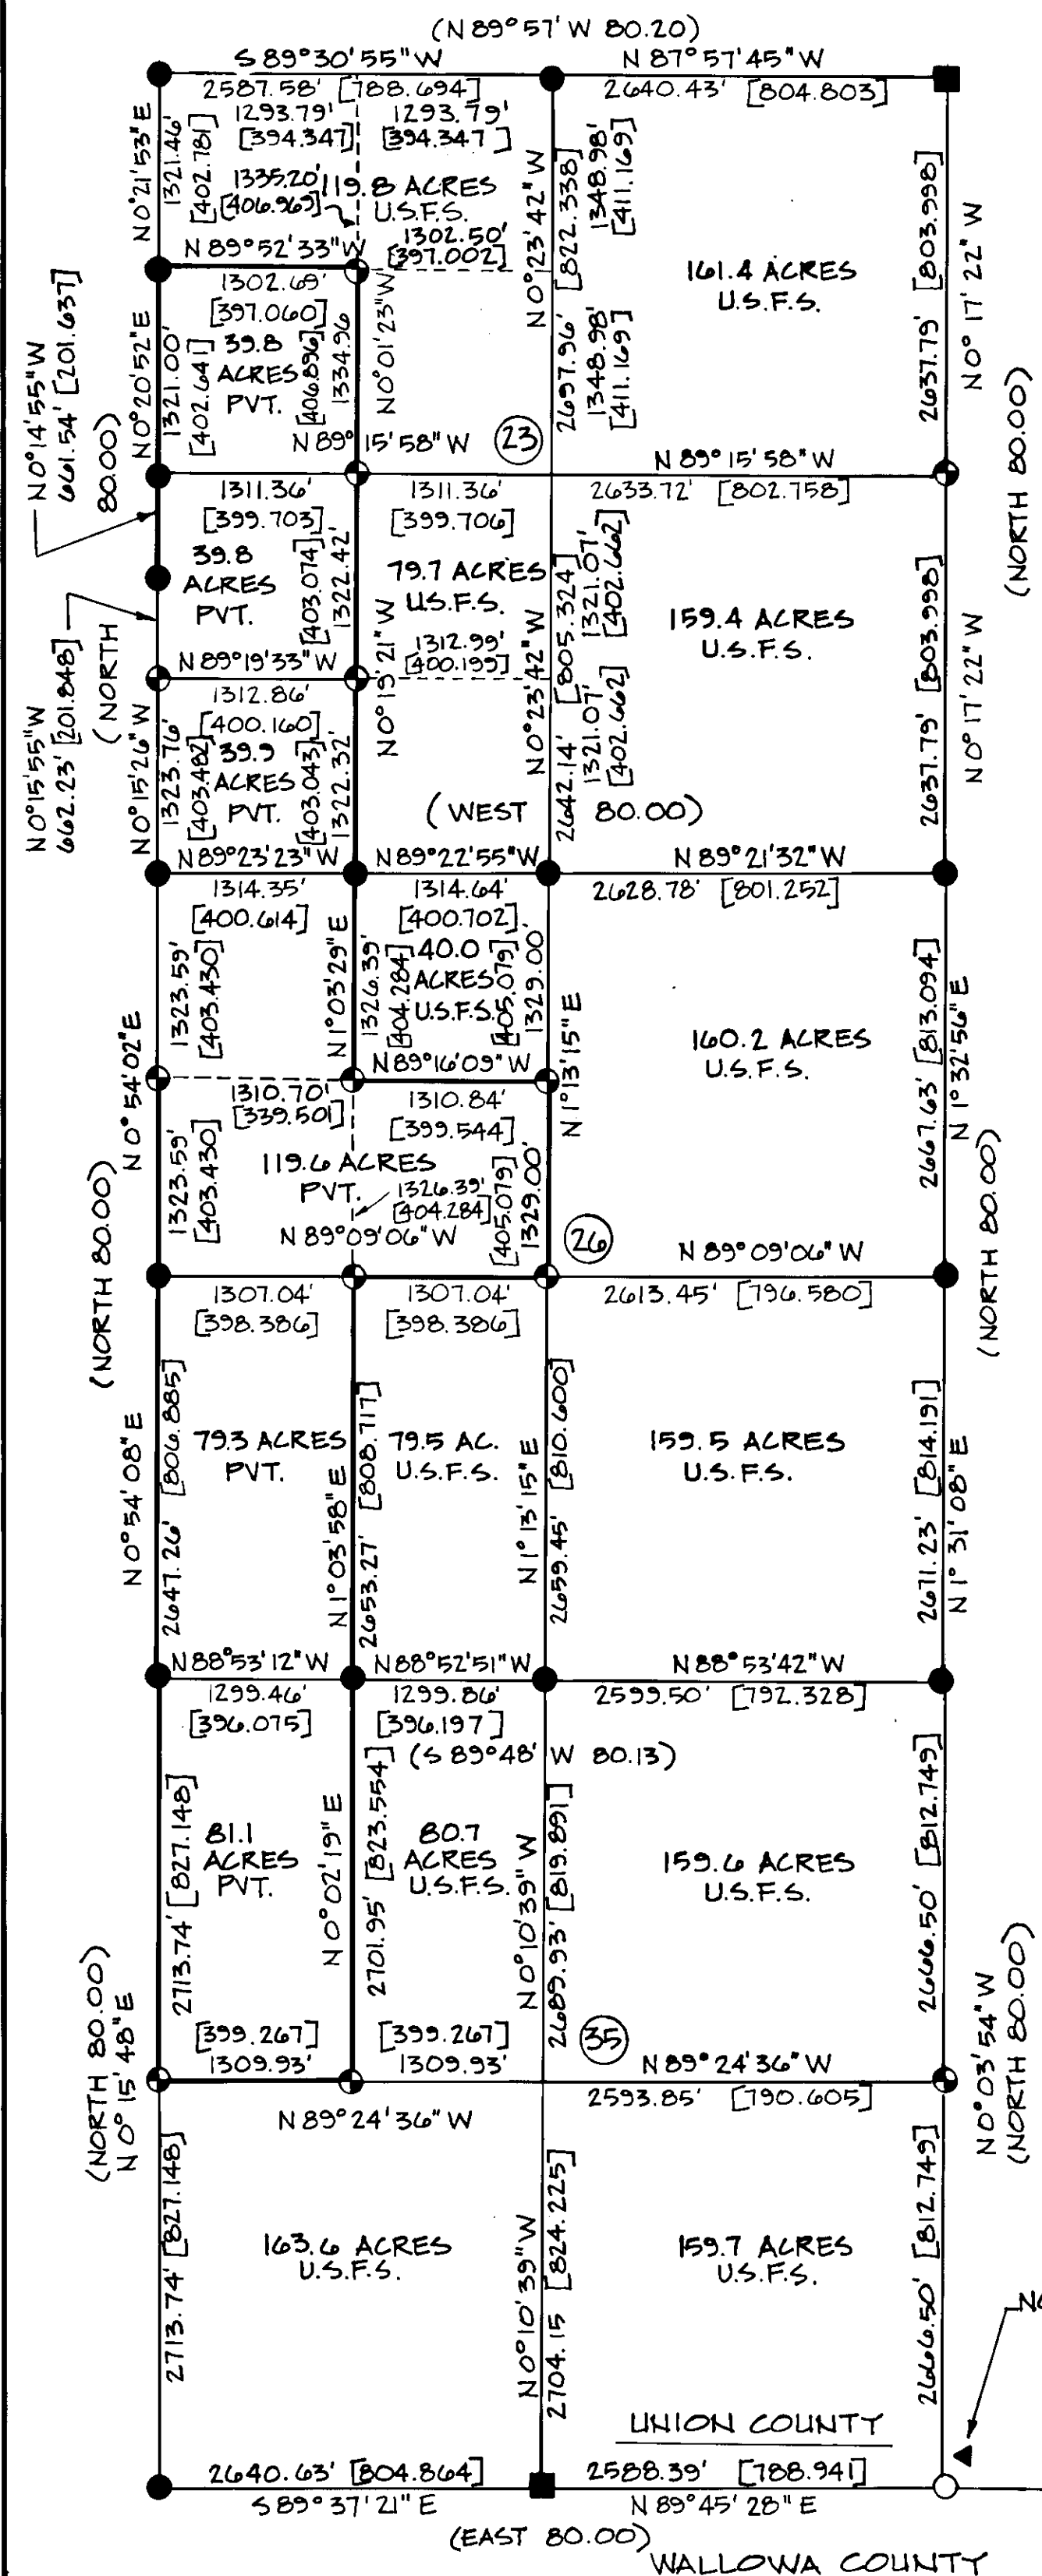 (N 89°57' W 80.20)
S 89°30'55" W
N 87°57'45" W
2587.58' [788.694]
2640.43' [804.803]
1293.79'
[394.347]
1293.79'
[394.347]
N 0°21'53" E
1321.46'
[402.781]
1335.20'
[406.969]
119.8 ACRES
U.S.F.S.
N 0°23'42" W
[822.338]
1348.98'
[411.169]
[803.998]
N 0°17'22" W
N 89°52'33" W
1302.50'
[397.002]
161.4 ACRES
U.S.F.S.
1302.69'
[397.060]
N 0°14'55" W
661.54' [201.637]
N 0°20'52" E
1321.00'
[402.641]
39.8
ACRES
PVT.
[406.896]
1334.96
N 0°01'23" W
2697.96'
1348.98'
[411.169]
2637.79'
(NORTH 80.00)
N 89°15'58" W
23
N 89°15'58" W
1311.36'
[399.703]
1311.36'
[399.706]
2633.72' [802.758]
(NORTH 80.00)
39.8
ACRES
PVT.
[403.074]
1322.42
79.7 ACRES
U.S.F.S.
[805.324]
1321.07'
[402.662]
159.4 ACRES
U.S.F.S.
[803.998]
N 0°17'22" W
N 0°15'55" W
662.23' [201.848]
N 89°19'33" W
N 0°19'21" W
1312.99'
[400.195]
N 0°23'42" W
1312.86'
[400.160]
N 0°15'26" W
1323.76'
[403.482]
39.9
ACRES
PVT.
[403.043]
1322.32'
2642.14'
1321.07'
[402.662]
2637.79'
(WEST 80.00)
N 89°23'23" W
N 89°22'55" W
N 89°21'32" W
1314.35'
[400.614]
1314.64'
[400.702]
2628.78' [801.252]
N 0°54'02" E
1323.59'
[403.430]
N 1°03'29" E
1326.39'
[404.284]
40.0
ACRES
U.S.F.S.
[405.079]
1329.00'
N 1°13'15" E
160.2 ACRES
U.S.F.S.
2667.63' [813.094]
N 1°32'56" E
N 89°16'09" W
1310.70'
[339.501]
1310.84'
[399.544]
(NORTH 80.00)
1323.59'
[403.430]
119.6 ACRES
PVT.
1326.39'
[404.284]
[405.079]
1329.00'
26
(NORTH 80.00)
N 89°09'06" W
N 89°09'06" W
1307.04'
[398.386]
1307.04'
[398.386]
2613.45' [796.580]
N 0°54'08" E
2647.26' [806.885]
79.3 ACRES
PVT.
N 1°03'58" E
2653.27' [808.717]
79.5 AC.
U.S.F.S.
N 1°13'15" E
2659.45' [810.600]
159.5 ACRES
U.S.F.S.
2671.23' [814.191]
N 1°31'08" E
N 88°53'12" W
N 88°52'51" W
N 88°53'42" W
1299.46'
[396.075]
1299.86'
[396.197]
2599.50' [792.328]
(S 89°48' W 80.13)
2713.74' [827.148]
81.1
ACRES
PVT.
N 0°02'19" E
2701.95' [823.554]
80.7
ACRES
U.S.F.S.
N 0°10'39" W
2689.93' [819.891]
159.6 ACRES
U.S.F.S.
2666.50' [812.749]
(NORTH 80.00)
N 0°15'48" E
[399.267]
1309.93'
[399.267]
1309.93'
35
N 89°24'36" W
2593.85' [790.605]
N 0°03'54" W
(NORTH 80.00)
N 89°24'36" W
2713.74' [827.148]
163.6 ACRES
U.S.F.S.
N 0°10'39" W
2704.15 [824.225]
159.7 ACRES
U.S.F.S.
2666.50' [812.749]
UNION COUNTY
2640.63' [804.864]
2588.39' [788.941]
S 89°37'21" E
N 89°45'28" E
(EAST 80.00)
WALLOWA COUNTY